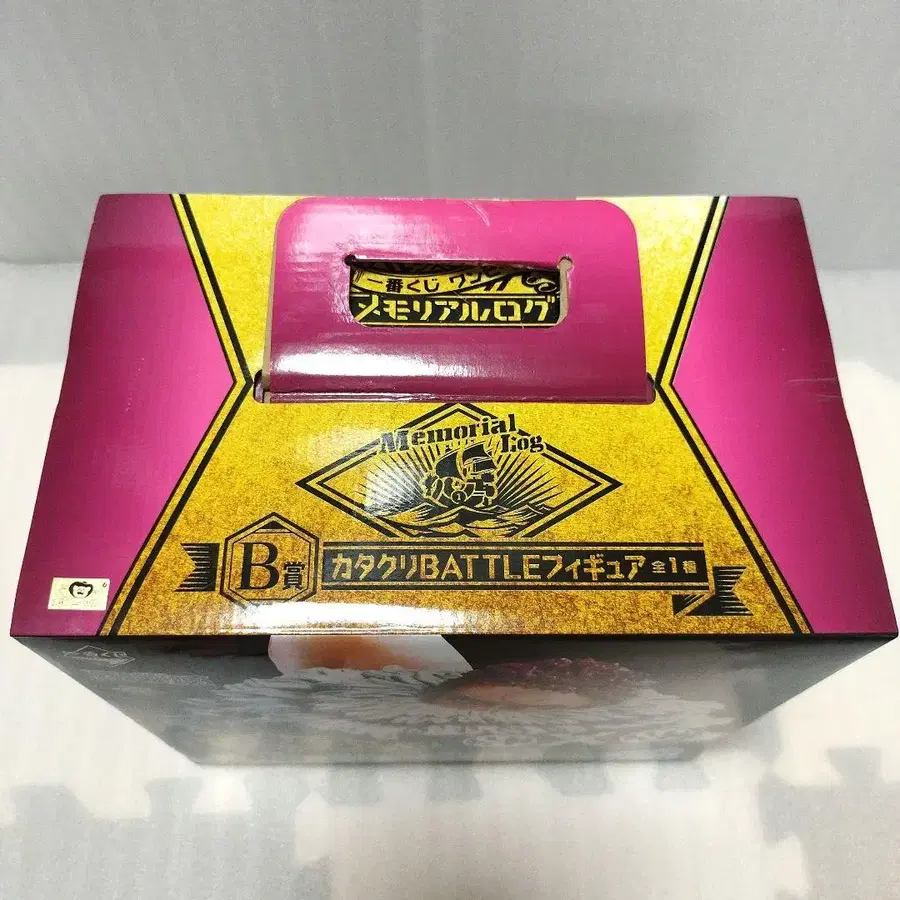 一番くじ ワン
メモリアルログ
Memorial
Log
B賞
カタクリBATTLEフィギュア全1種